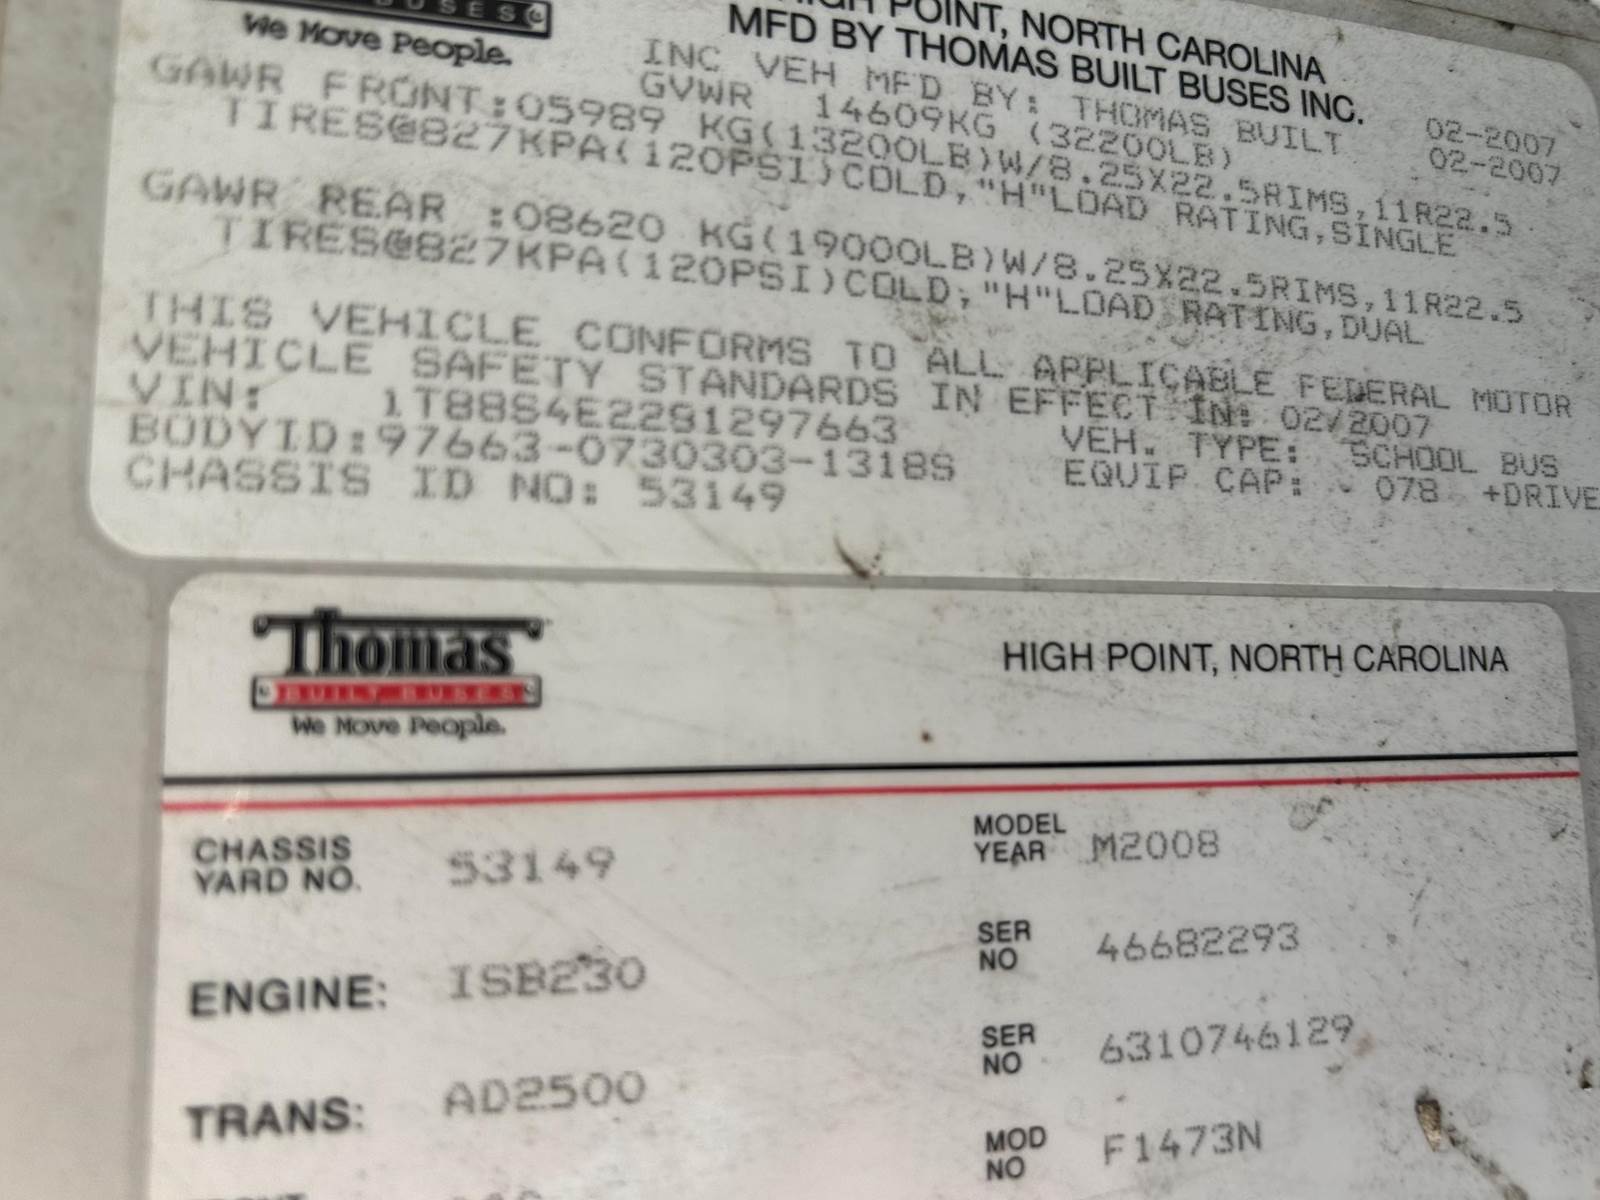 BUSES
We Move People.
HIGH POINT, NORTH CAROLINA
MFD BY THOMAS BUILT BUSES INC.
INC VEH MFD BY: THOMAS BUILT 02-2007
GVWR 14609KG (32200LB) 02-2007
GAWR FRONT:05989 KG(13200LB)W/8.25X22.5RIMS,11R22.5
TIRES@827KPA(120PSI)COLD,"H"LOAD RATING,SINGLE
GAWR REAR :08620 KG(19000LB)W/8.25X22.5RIMS,11R22.5
TIRES@827KPA(120PSI)COLD,"H"LOAD RATING,DUAL
THIS VEHICLE CONFORMS TO ALL APPLICABLE FEDERAL MOTOR
VEHICLE SAFETY STANDARDS IN EFFECT IN: 02/2007
VIN: 1T88S4E2281297663 VEH. TYPE: SCHOOL BUS
BODYID:97663-0730303-1318S EQUIP CAP: 078 +DRIVE
CHASSIS ID NO: 53149
Thomas
BUILT BUSES
We Move People.
HIGH POINT, NORTH CAROLINA
CHASSIS YARD NO. 53149 MODEL YEAR M2008
ENGINE: ISB230 SER NO 46682293
TRANS: AD2500 SER NO 6310746129
MOD NO F1473N